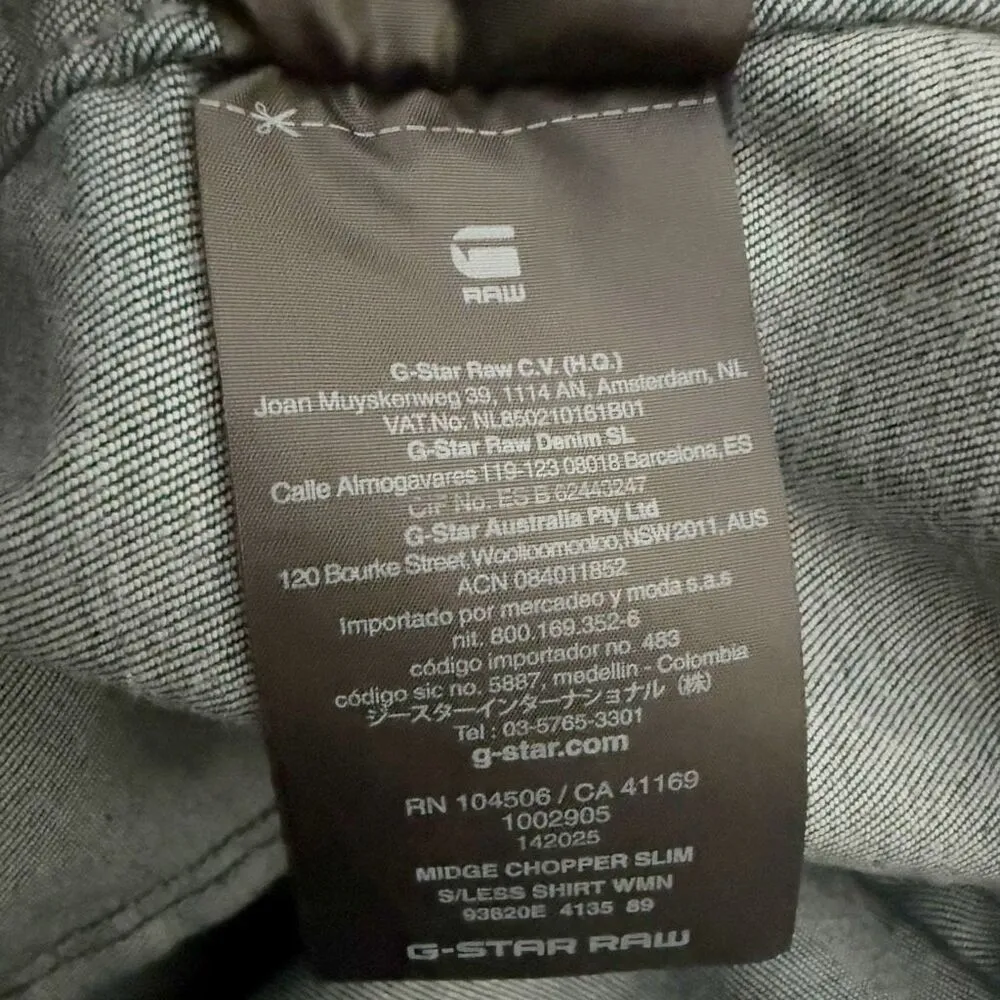 RAW
G-Star Raw C.V. (H.Q.)
Joan Muyskenweg 39, 1114 AN, Amsterdam, NL
VAT No: NL850210161B01
G-Star Raw Denim SL
Calle Almogavares 119-123 08018 Barcelona, ES
CIF No. ES B 62443247
G-Star Australia Pty Ltd
120 Bourke Street, Woolloomooloo, NSW 2011, AUS
ACN 084011852
Importado por mercadeo y moda s.a.s
nit. 800.169.352-6
código importador no. 463
código sic no. 5887, medellin - Colombia
ジースターインターナショナル (株)
Tel : 03-5765-3301
g-star.com
RN 104506 / CA 41169
1002905
142025
MIDGE CHOPPER SLIM
S/LESS SHIRT WMN
93620E 4135 89
G-STAR RAW